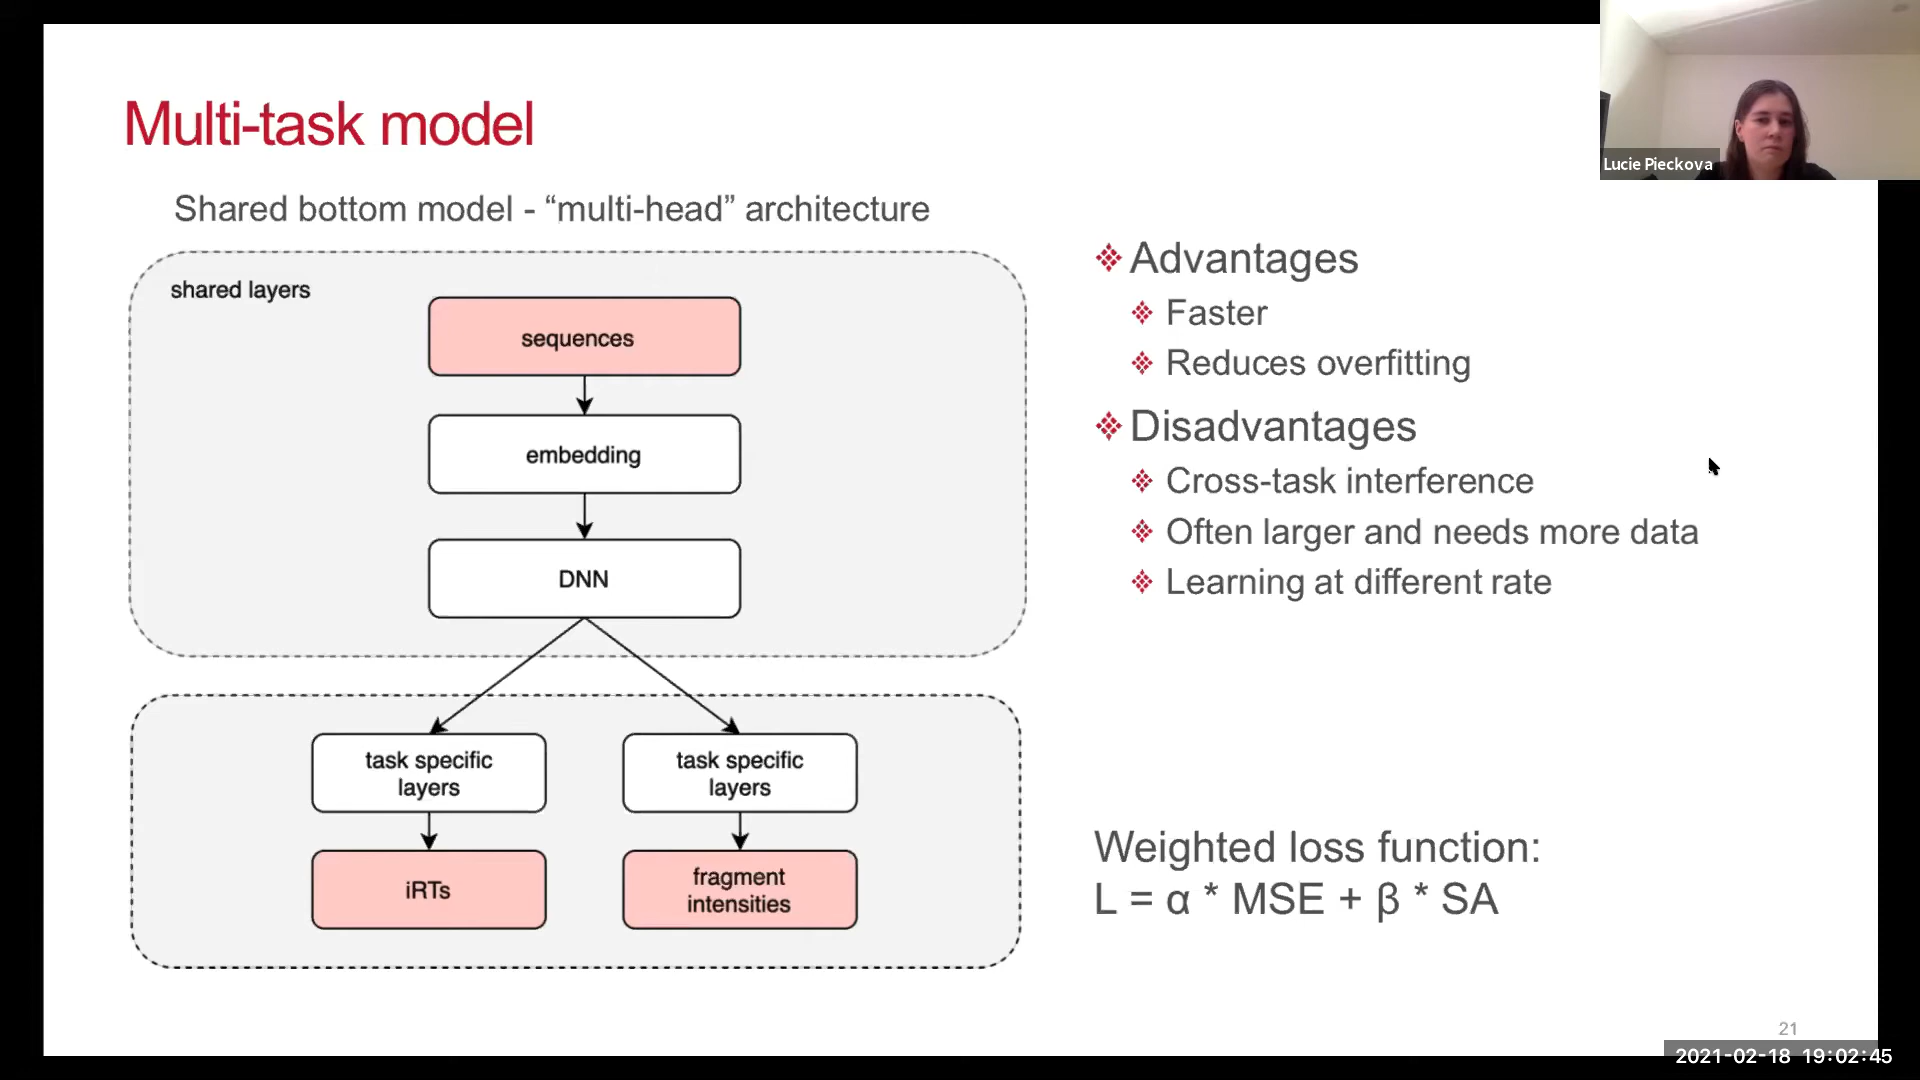 Multi-task model
Lucie Pieckova
Shared bottom model - “multi-head” architecture
shared layers
sequences
embedding
DNN
task specific
layers
task specific
layers
iRTs
fragment
intensities
Advantages
Faster
Reduces overfitting
Disadvantages
Cross-task interference
Often larger and needs more data
Learning at different rate
Weighted loss function:
L = α * MSE + β * SA
21
2021-02-18 19:02:45